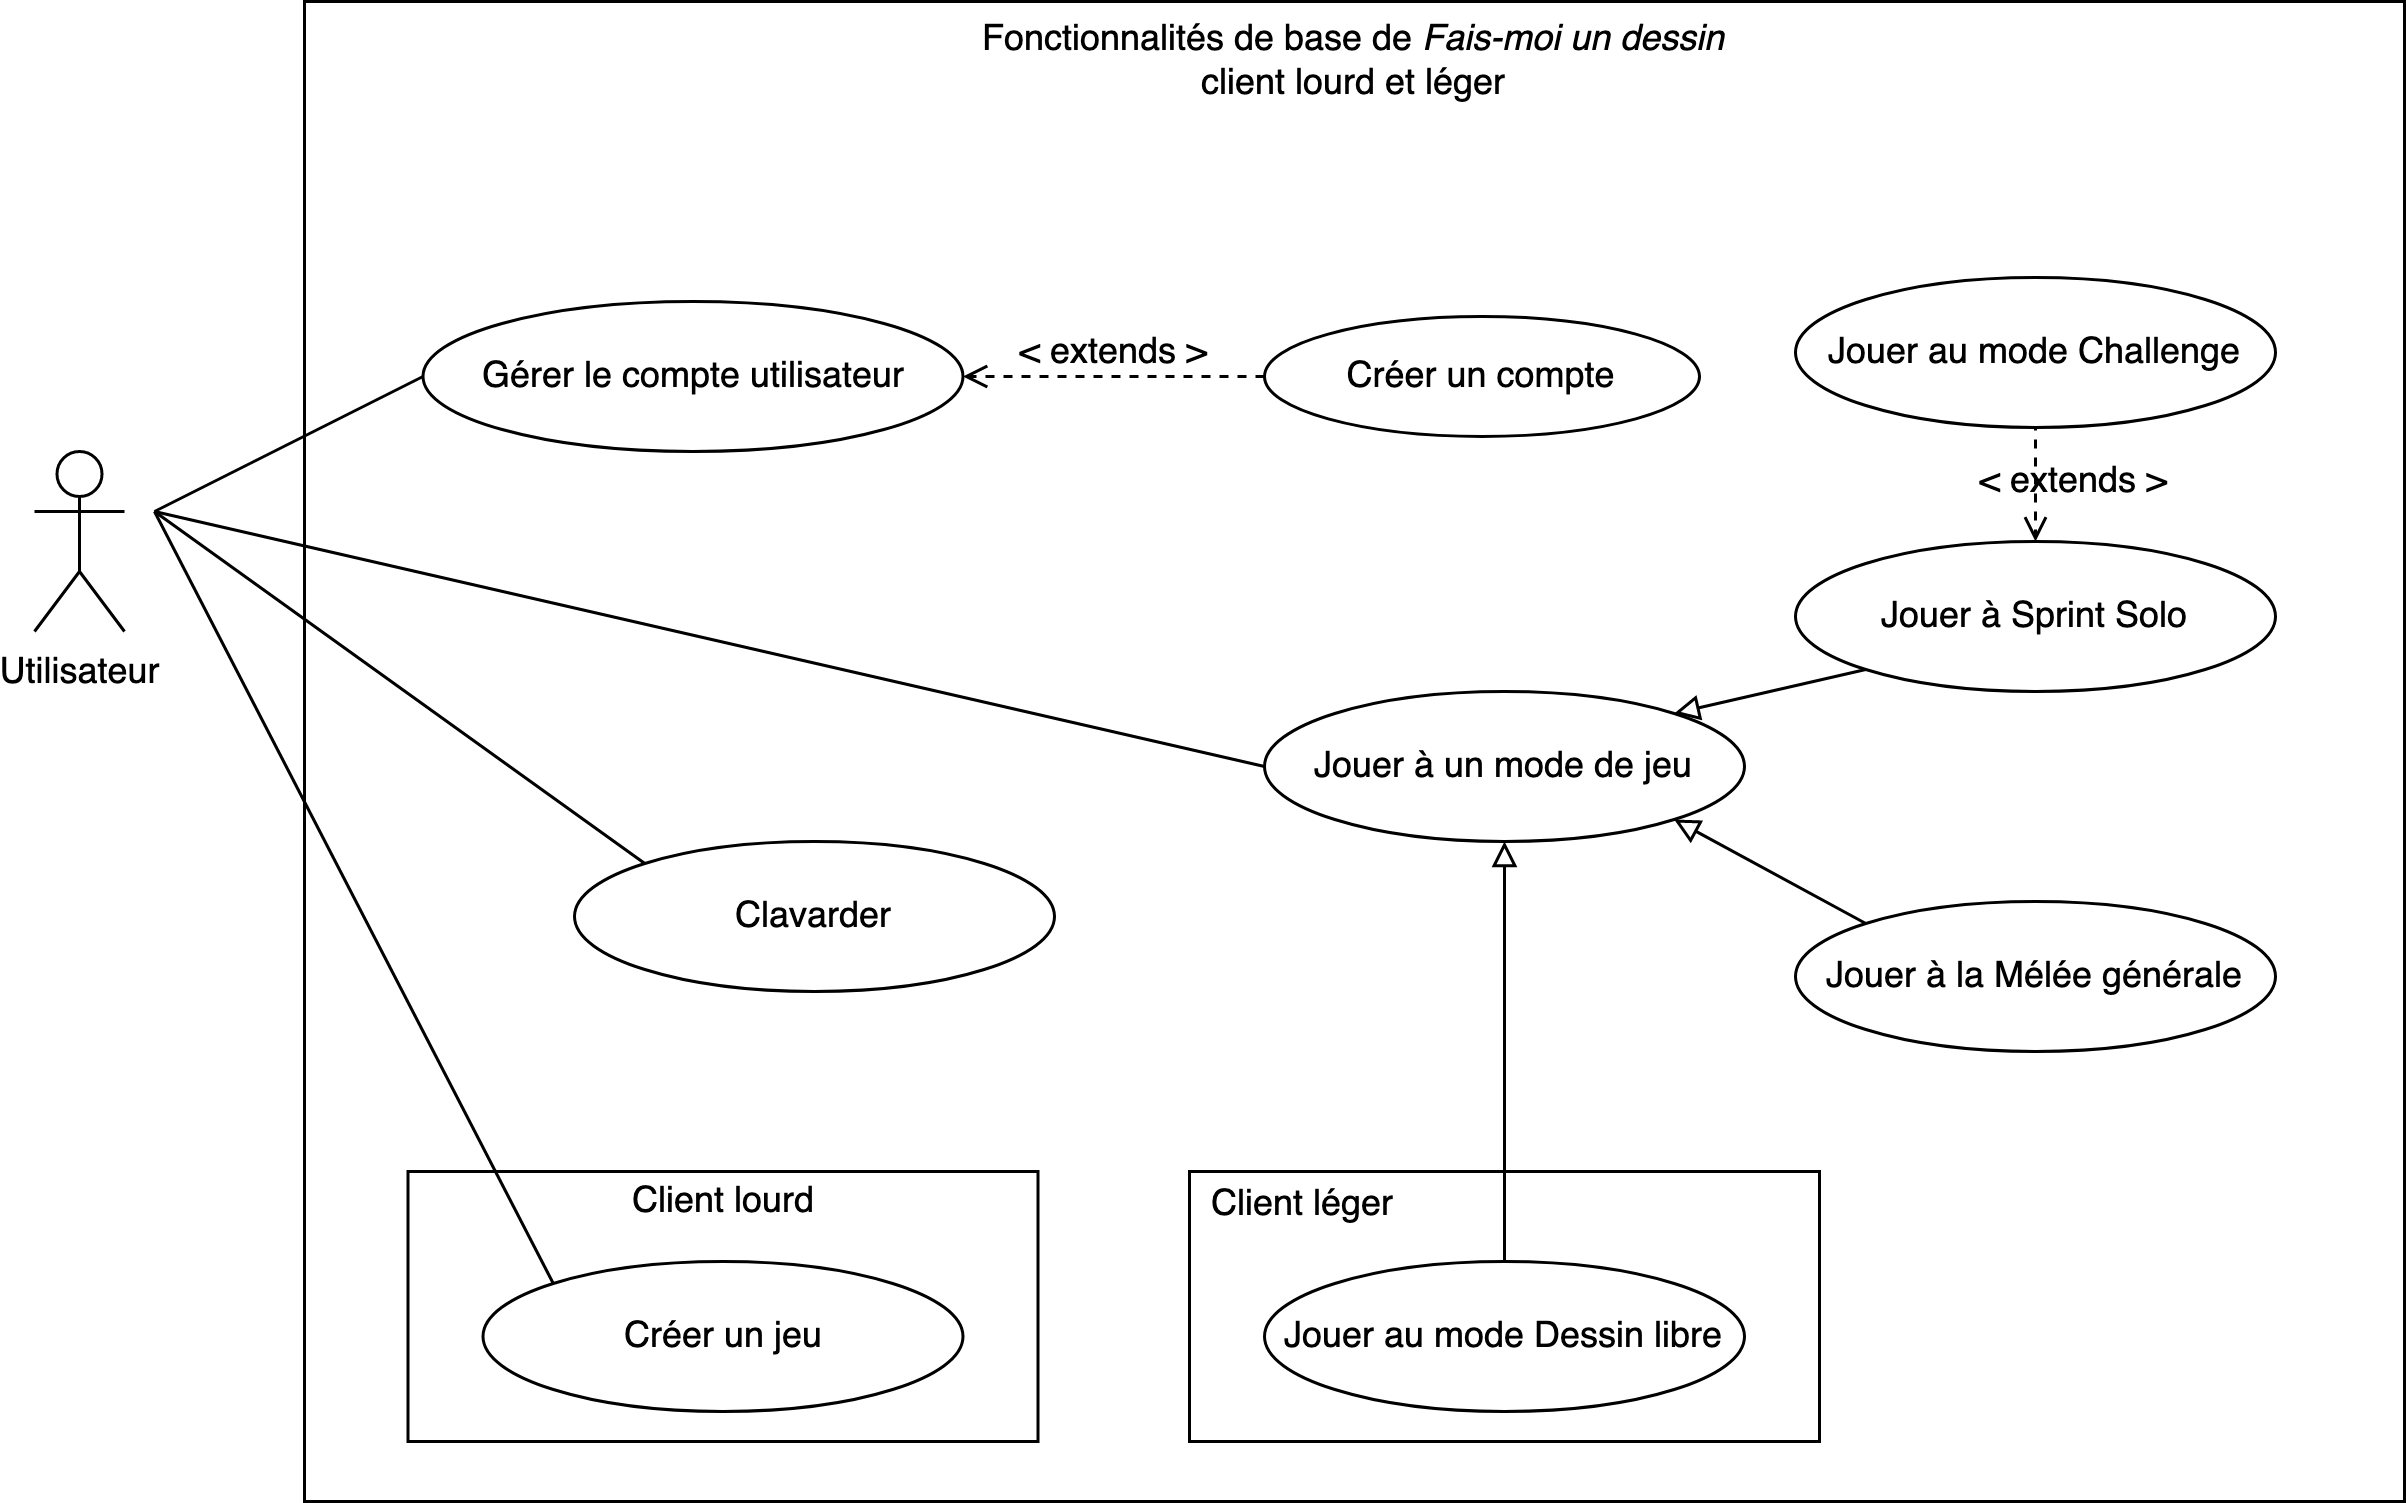 Fonctionnalités de base de Fais-moi un dessin
client lourd et léger
Gérer le compte utilisateur
< extends >
Créer un compte
Jouer au mode Challenge
< extends >
Jouer à Sprint Solo
Utilisateur
Jouer à un mode de jeu
Clavarder
Jouer à la Mélée générale
Client lourd
Créer un jeu
Client léger
Jouer au mode Dessin libre